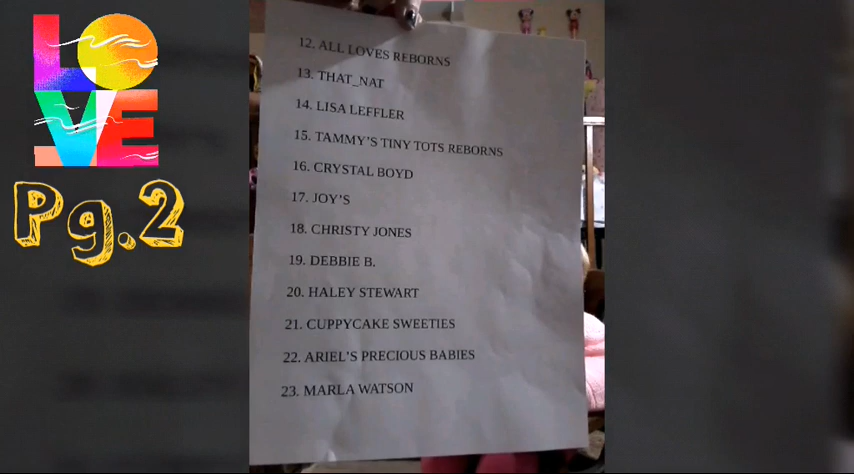 LOVE
Pg.2
12. ALL LOVES REBORNS
13. THAT_NAT
14. LISA LEFFLER
15. TAMMY'S TINY TOTS REBORNS
16. CRYSTAL BOYD
17. JOY'S
18. CHRISTY JONES
19. DEBBIE B.
20. HALEY STEWART
21. CUPPYCAKE SWEETIES
22. ARIEL'S PRECIOUS BABIES
23. MARLA WATSON